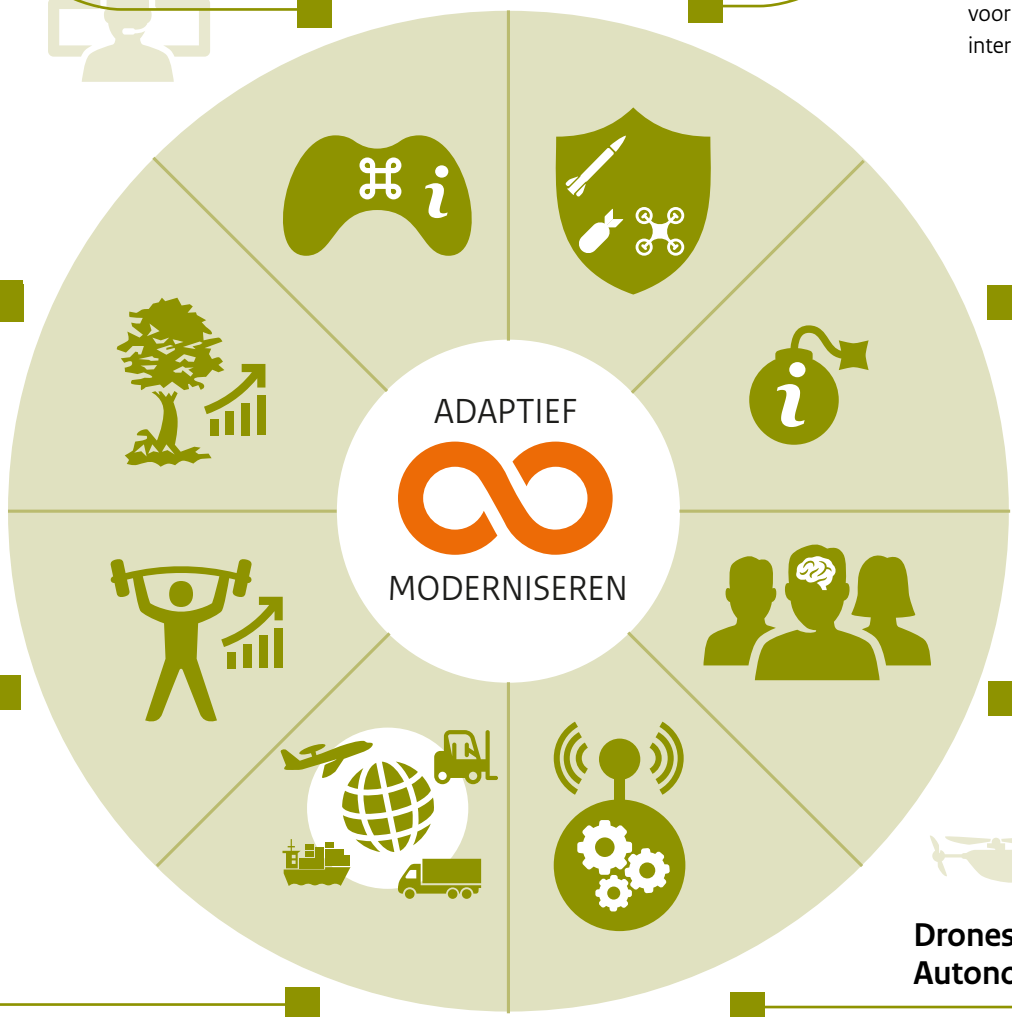 voor
inter
ADAPTIEF
MODERNISEREN
i
i
Drones
Autono